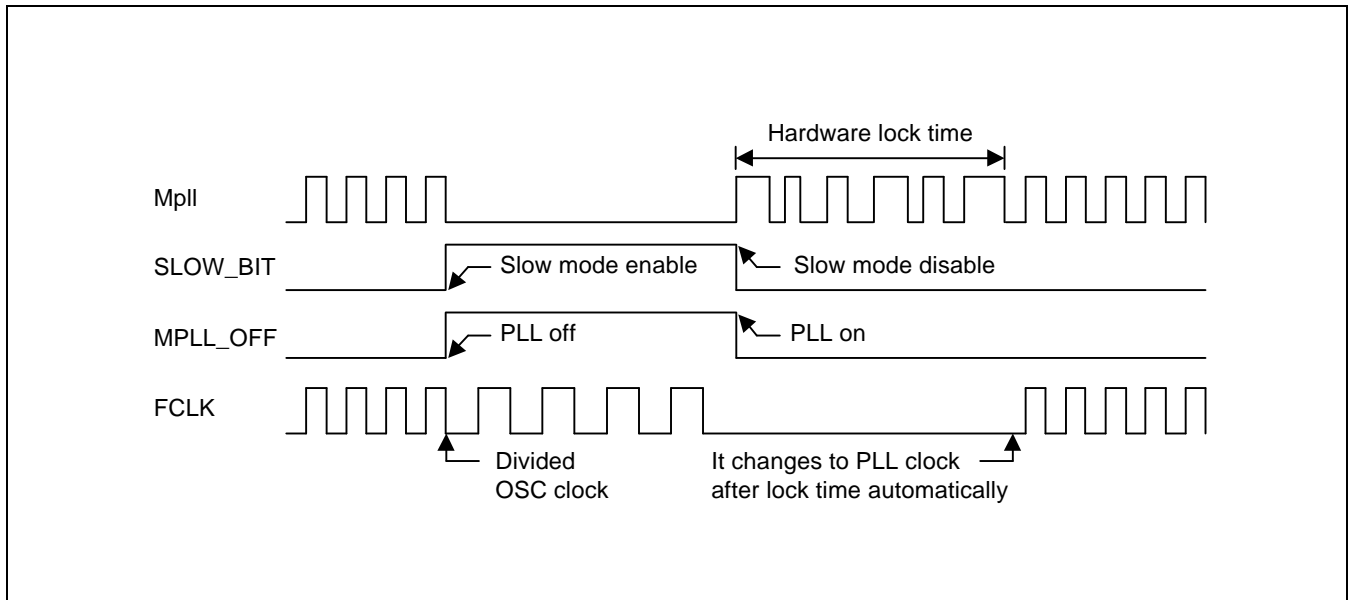 Hardware lock time
Mpll
SLOW_BIT
Slow mode enable
Slow mode disable
MPLL_OFF
PLL off
PLL on
FCLK
Divided
OSC clock
It changes to PLL clock
after lock time automatically